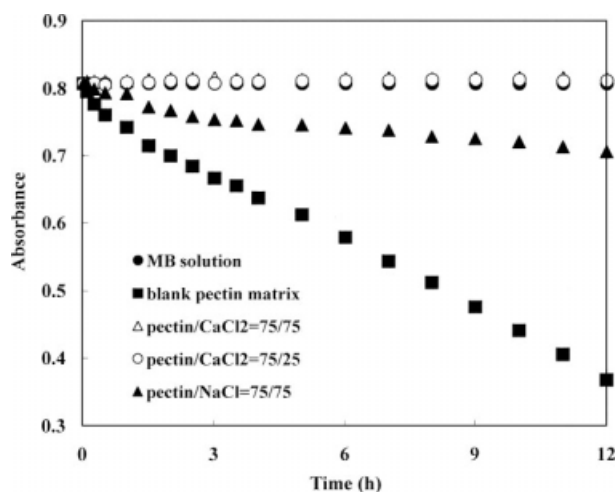 0.9
0.8
0.7
0.6
0.5
0.4
0.3
Absorbance
MB solution
blank pectin matrix
pectin/CaCl2=75/75
pectin/CaCl2=75/25
pectin/NaCl=75/75
0 3 6 9 12
Time (h)